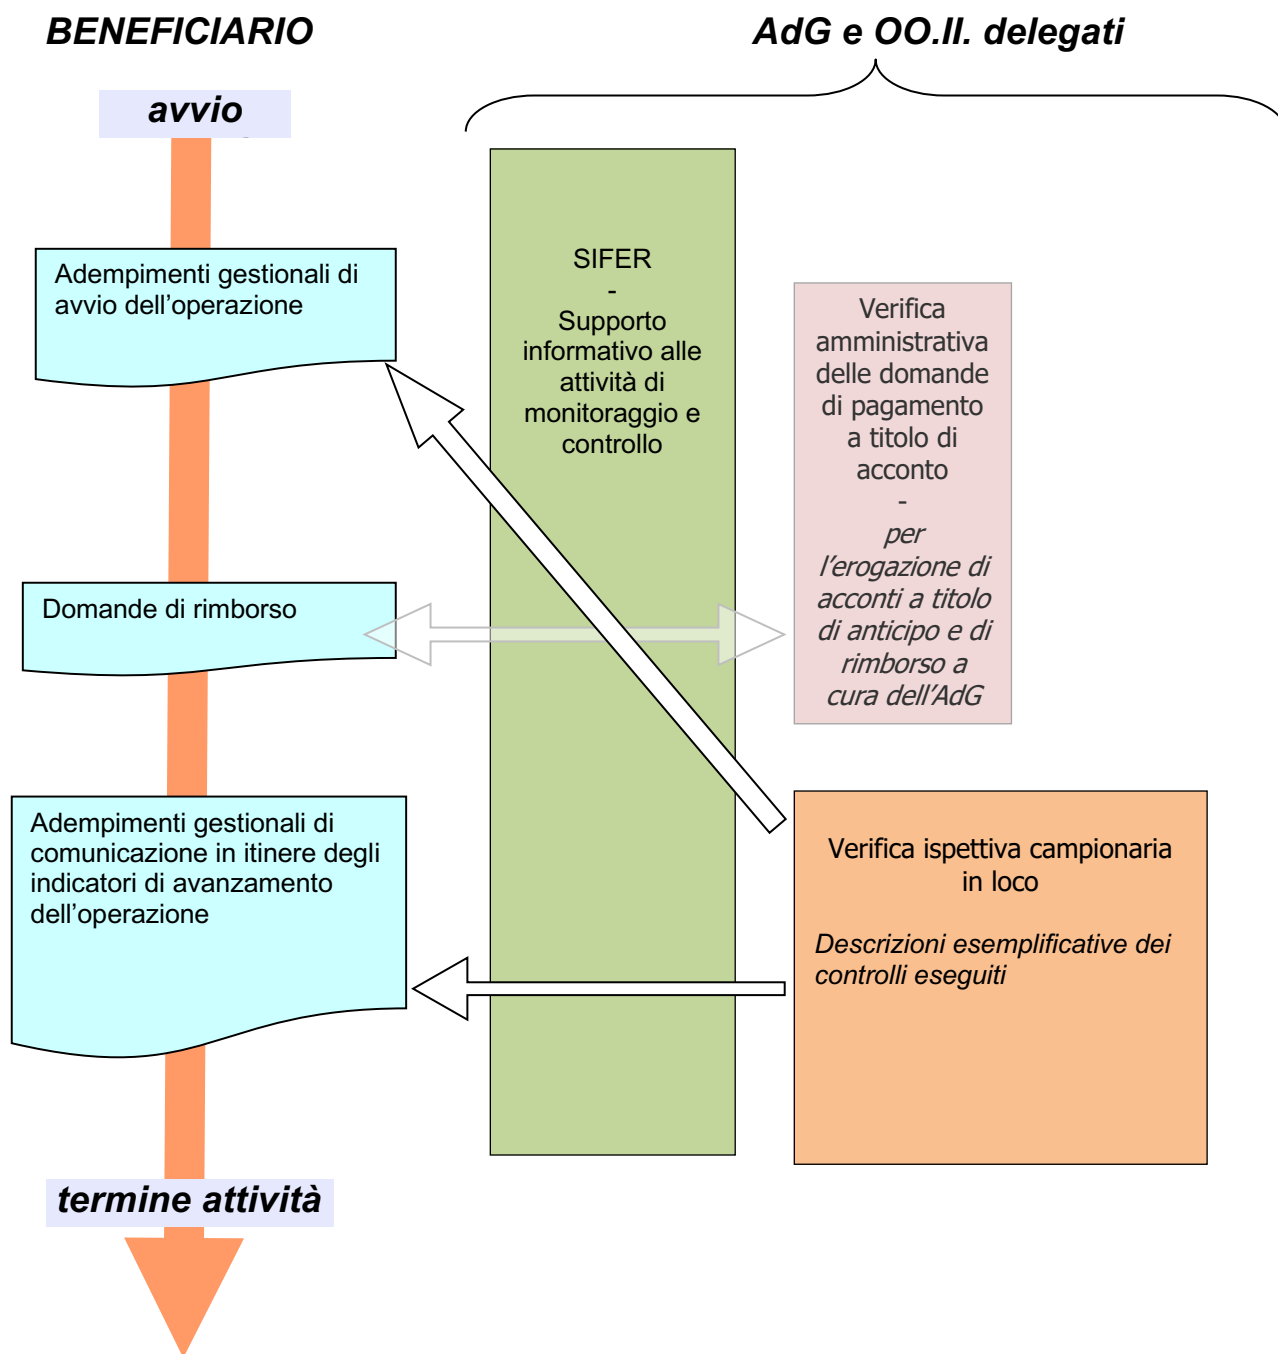 BENEFICIARIO
AdG e OO.II. delegati
avvio
Adempimenti gestionali di
avvio dell’operazione
SIFER
-
Supporto
informativo alle
attività di
monitoraggio e
controllo
Verifica
amministrativa
delle domande
di pagamento
a titolo di
acconto
-
per
l’erogazione di
acconti a titolo
di anticipo e di
rimborso a
cura dell’AdG
Domande di rimborso
Adempimenti gestionali di
comunicazione in itinere degli
indicatori di avanzamento
dell’operazione
Verifica ispettiva campionaria
in loco
Descrizioni esemplificative dei
controlli eseguiti
termine attività